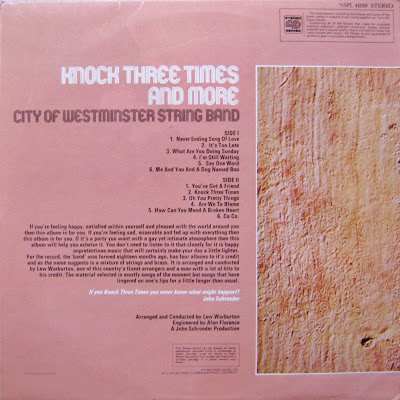 NSPL 41210 STEREO
KNOCK THREE TIMES
AND MORE
CITY OF WESTMINSTER STRING BAND
SIDE I
1. Never Ending Song Of Love
2. It's Too Late
3. What Are You Doing Sunday
4. I'm Still Waiting
5. Say One Word
6. Me And You And A Dog Named Boo
SIDE II
1. You've Got A Friend
2. Knock Three Times
3. Oh You Pretty Things
4. Are We To Blame
5. How Can You Mend A Broken Heart
6. Co Co.
If you're feeling happy, satisfied within yourself and pleased with the world around you
then this album is for you. If you're feeling sad, miserable and fed up with everything then
this album is for you. If it's a party you want with a gay yet intimate atmosphere then this
album will help you achieve it. You don't need to listen to it that closely for it is happy
unpretentious music that will certainly make your day a little lighter.
For the record, the 'band' was formed eighteen months ago, has four albums to it's credit
and as the name suggests is a mixture of strings and brass. It is arranged and conducted
by Lew Warburton, one of this country's finest arrangers and a man with a lot of hits to
his credit. The material selected is mostly songs of the moment but songs that have
lingered on one's lips for a little longer than usual.
If you Knock Three Times you never know what might happen!!
John Schroeder
Arranged and Conducted by Lew Warburton
Engineered by Alan Florence
A John Schroeder Production